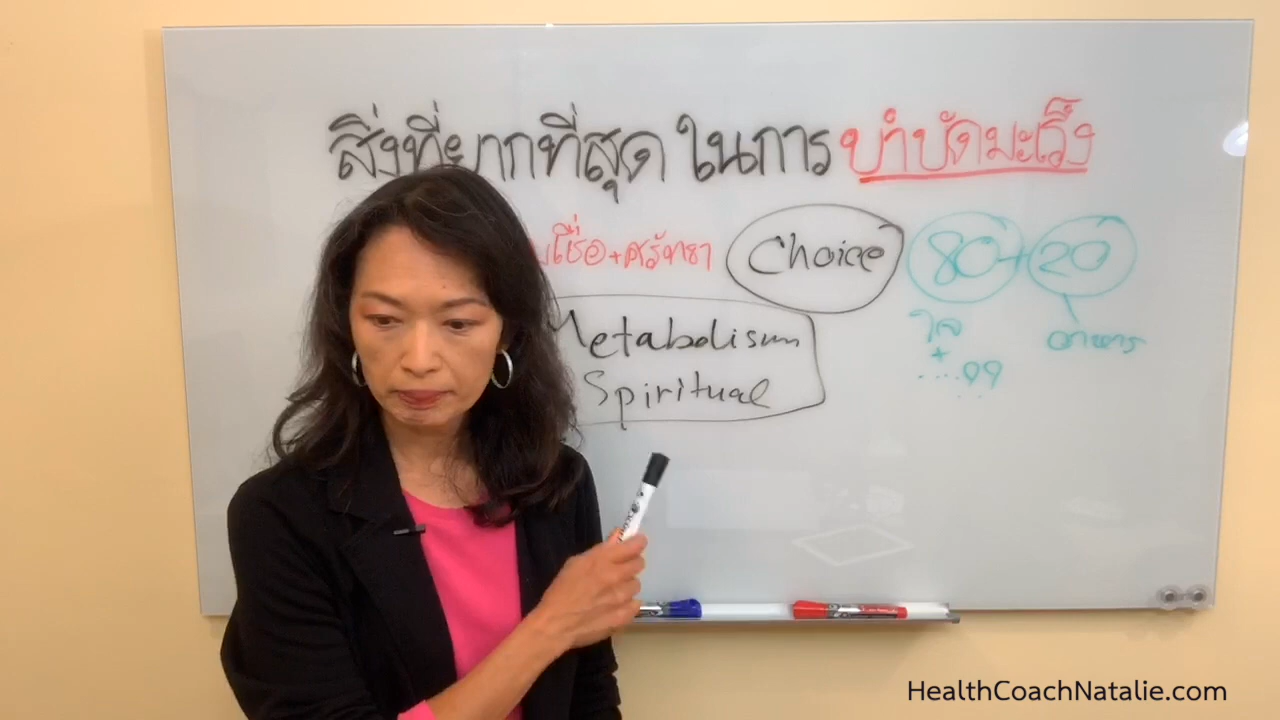 สิ่งที่ยากที่สุด ในการ บำบัดมะเร็ง
เชื่อ+ศรัทธา Choice 80+20
Metabolism ใจ อาหาร
Spiritual +
....99
HealthCoachNatalie.com